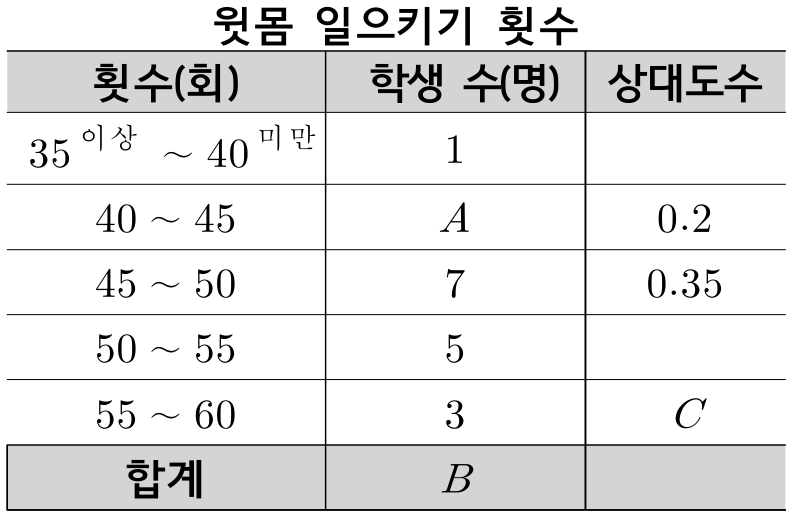 윗몸 일으키기 횟수
횟수(회) 학생 수(명) 상대도수
35 이상 ~ 40 미만 1
40 ~ 45 A 0.2
45 ~ 50 7 0.35
50 ~ 55 5
55 ~ 60 3 C
합계 B